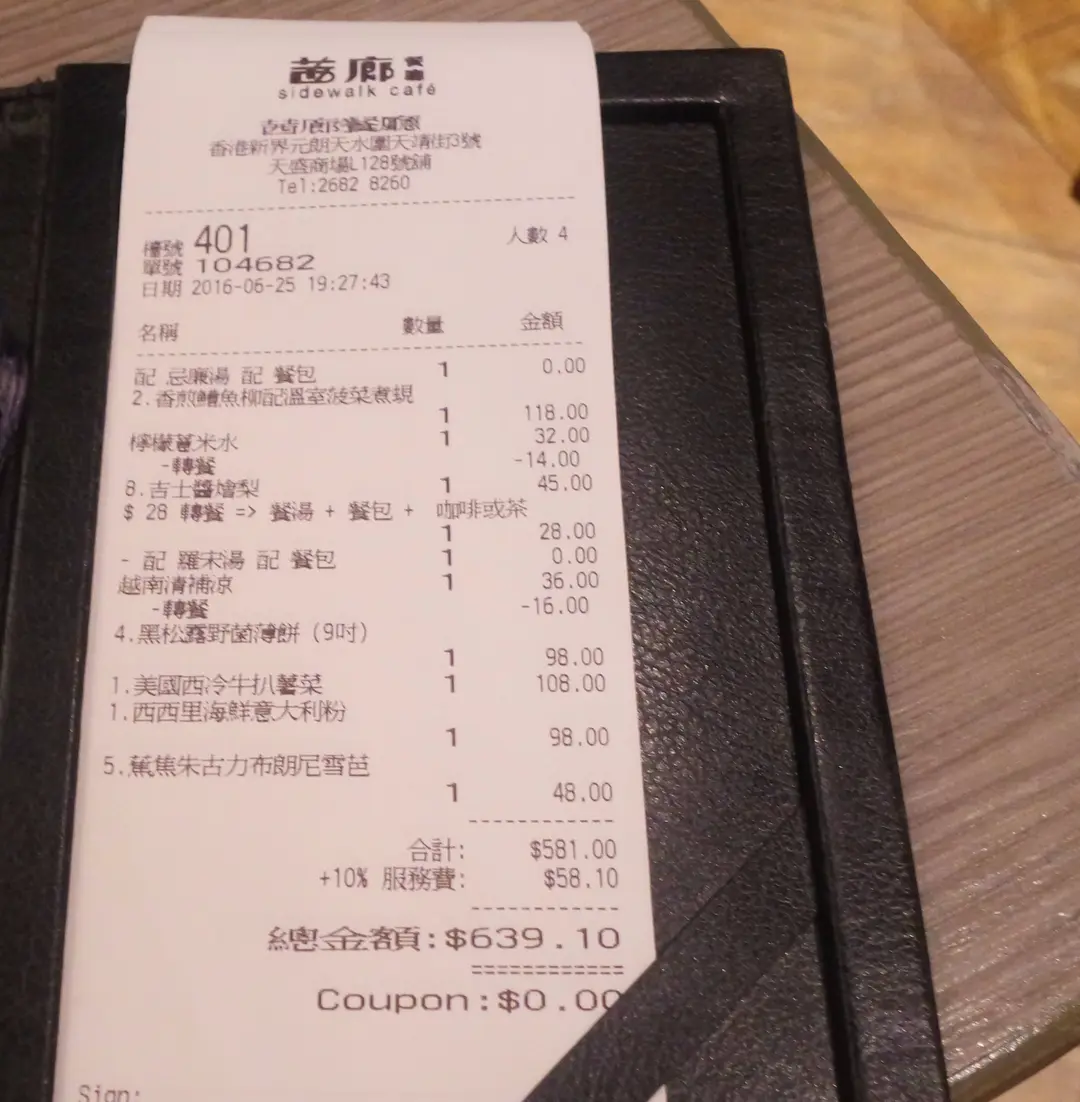 茜廊 餐廳
sidewalk café
茜廊餐廳
香港新界元朗天水圍天靖街3號
天盛商場L128號舖
Tel:2682 8260
檯號 401 人數 4
單號 104682
日期 2016-06-25 19:27:43
名稱 數量 金額
配 忌廉湯 配 餐包 1 0.00
2.香煎鱈魚柳配溫室菠菜煮蜆
1 118.00
檸檬薏米水 1 32.00
-轉餐 -14.00
8.吉士醬燴梨 1 45.00
$ 28 轉餐 => 餐湯 + 餐包 + 咖啡或茶
1 28.00
- 配 羅宋湯 配 餐包 1 0.00
越南清補凉 1 36.00
-轉餐 -16.00
4.黑松露野菌薄餅 (9吋)
1 98.00
1.美國西冷牛扒薯菜 1 108.00
1.西西里海鮮意大利粉
1 98.00
5.蕉焦朱古力布朗尼雪芭
1 48.00
合計: $581.00
+10% 服務費: $58.10
總金額:$639.10
Coupon:$0.00
Sign: